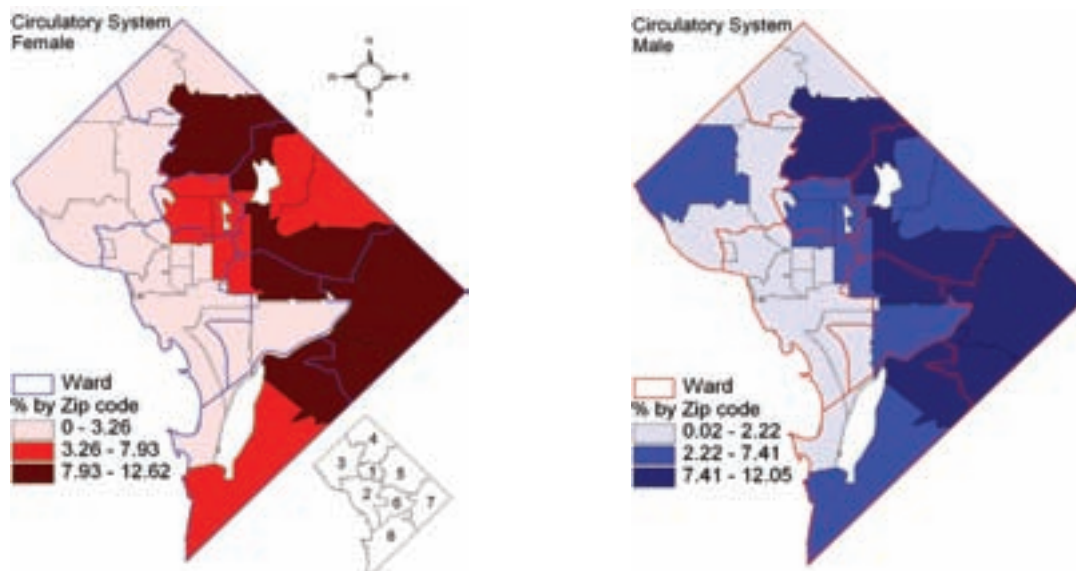 Circulatory System
Female
Ward
% by Zip code
0 - 3.26
3.26 - 7.93
7.93 - 12.62
4
3
1
5
2
6
7
8
Circulatory System
Male
Ward
% by Zip code
0.02 - 2.22
2.22 - 7.41
7.41 - 12.05